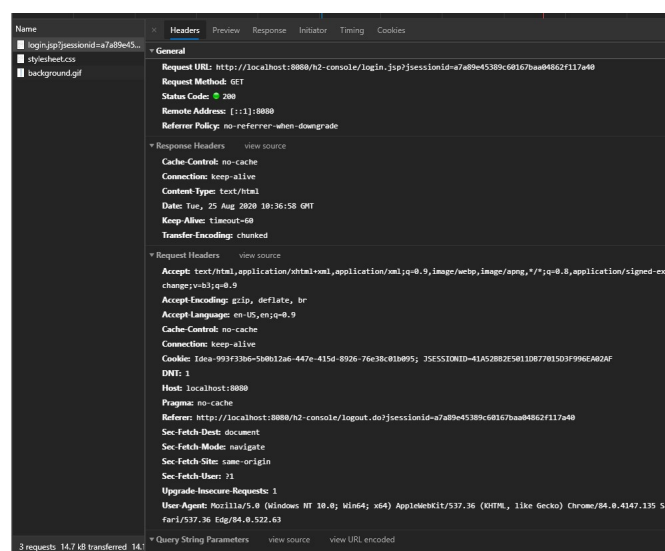 Name
login.jsp?jsessionid=a7a89e45...
stylesheet.css
background.gif
3 requests 14.7 kB transferred 14.1
× Headers Preview Response Initiator Timing Cookies
General
Request URL: http://localhost:8080/h2-console/login.jsp?jsessionid=a7a89e45389c60167baa04862f117a40
Request Method: GET
Status Code: 200
Remote Address: [::1]:8080
Referrer Policy: no-referrer-when-downgrade
Response Headers view source
Cache-Control: no-cache
Connection: keep-alive
Content-Type: text/html
Date: Tue, 25 Aug 2020 10:36:58 GMT
Keep-Alive: timeout=60
Transfer-Encoding: chunked
Request Headers view source
Accept: text/html,application/xhtml+xml,application/xml;q=0.9,image/webp,image/apng,*/*;q=0.8,application/signed-ex
change;v=b3;q=0.9
Accept-Encoding: gzip, deflate, br
Accept-Language: en-US,en;q=0.9
Cache-Control: no-cache
Connection: keep-alive
Cookie: Idea-993f33b6=5b0b12a6-447e-415d-8926-76e38c01b095; JSESSIONID=41A52BB2E5011DB77015D3F996EA02AF
DNT: 1
Host: localhost:8080
Pragma: no-cache
Referer: http://localhost:8080/h2-console/logout.do?jsessionid=a7a89e45389c60167baa04862f117a40
Sec-Fetch-Dest: document
Sec-Fetch-Mode: navigate
Sec-Fetch-Site: same-origin
Sec-Fetch-User: ?1
Upgrade-Insecure-Requests: 1
User-Agent: Mozilla/5.0 (Windows NT 10.0; Win64; x64) AppleWebKit/537.36 (KHTML, like Gecko) Chrome/84.0.4147.135 S
fari/537.36 Edg/84.0.522.63
Query String Parameters view source view URL encoded